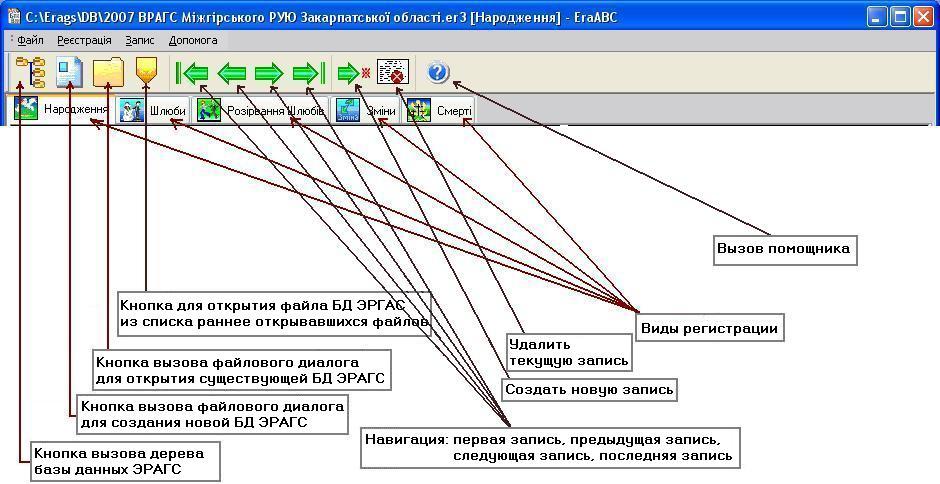 C:\Erags\DB\2007 ВРАГС Міжгірського РУЮ Закарпатської області.er3 [Народження] - EraABC
Файл Реєстрація Запис Допомога
Народження Шлюби Розірвання Шлюбів Зміни Смерті
Вызов помощника
Кнопка для открытия файла БД ЭРГАС
из списка раннее открывавшихся файлов
Виды регистрации
Удалить
текущую запись
Кнопка вызова файлового диалога
для открытия существующей БД ЭРАГС
Создать новую запись
Кнопка вызова файлового диалога
для создания новой БД ЭРАГС
Навигация: первая запись, предыдущая запись,
следующая запись, последняя запись
Кнопка вызова дерева
базы данных ЭРАГС